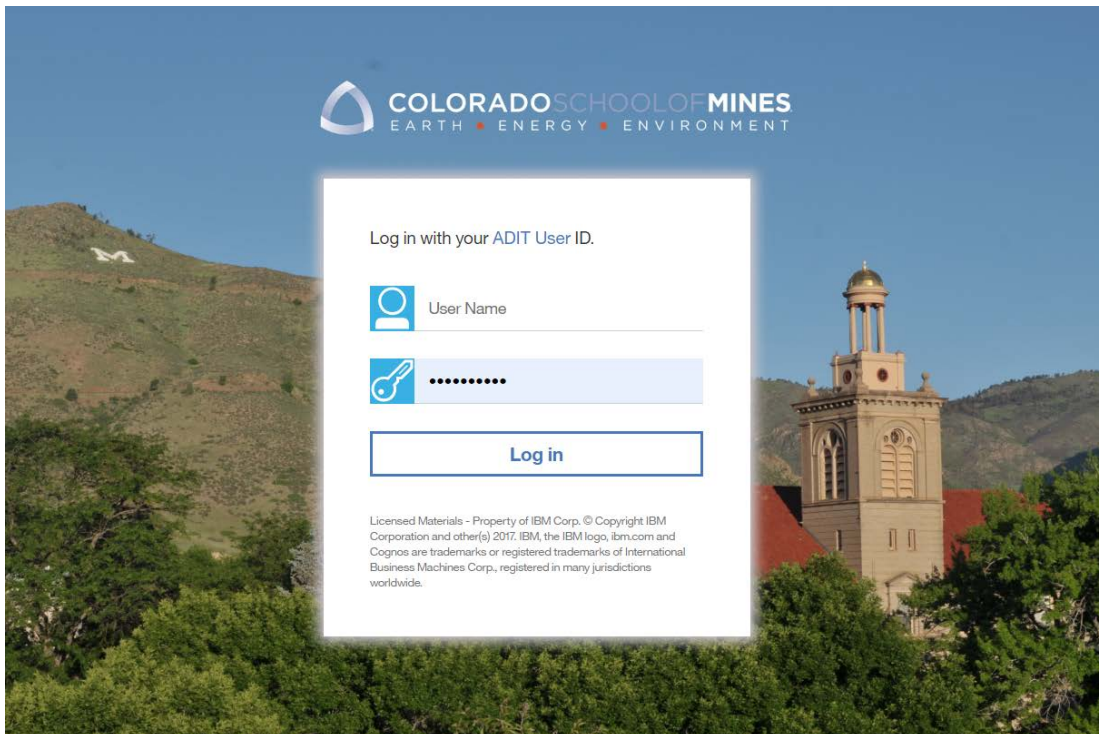 COLORADOSCHOOLOFMINES
EARTH • ENERGY • ENVIRONMENT
M
Log in with your ADIT User ID.
User Name
••••••••••
Log in
Licensed Materials - Property of IBM Corp. © Copyright IBM
Corporation and other(s) 2017. IBM, the IBM logo, ibm.com and
Cognos are trademarks or registered trademarks of International
Business Machines Corp., registered in many jurisdictions
worldwide.